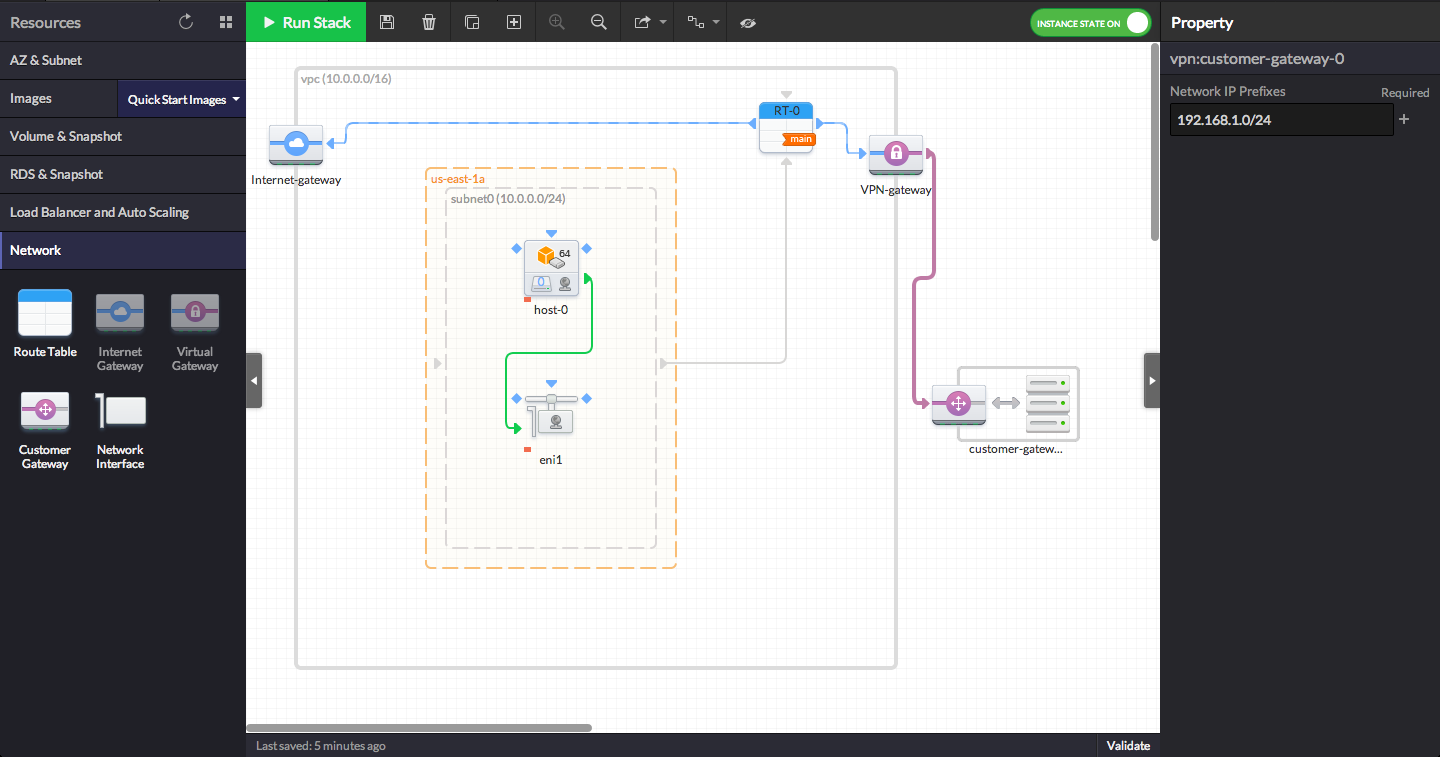 Resources
Run Stack
INSTANCE STATE ON
Property
AZ & Subnet
Images
Quick Start Images
Volume & Snapshot
RDS & Snapshot
Load Balancer and Auto Scaling
Network
Route Table
Internet
Gateway
Virtual
Gateway
Customer
Gateway
Network
Interface
vpc (10.0.0.0/16)
RT-0
main
Internet-gateway
VPN-gateway
us-east-1a
subnet0 (10.0.0.0/24)
64
0
host-0
eni1
customer-gatew...
vpn:customer-gateway-0
Network IP Prefixes
Required
192.168.1.0/24
Last saved: 5 minutes ago
Validate